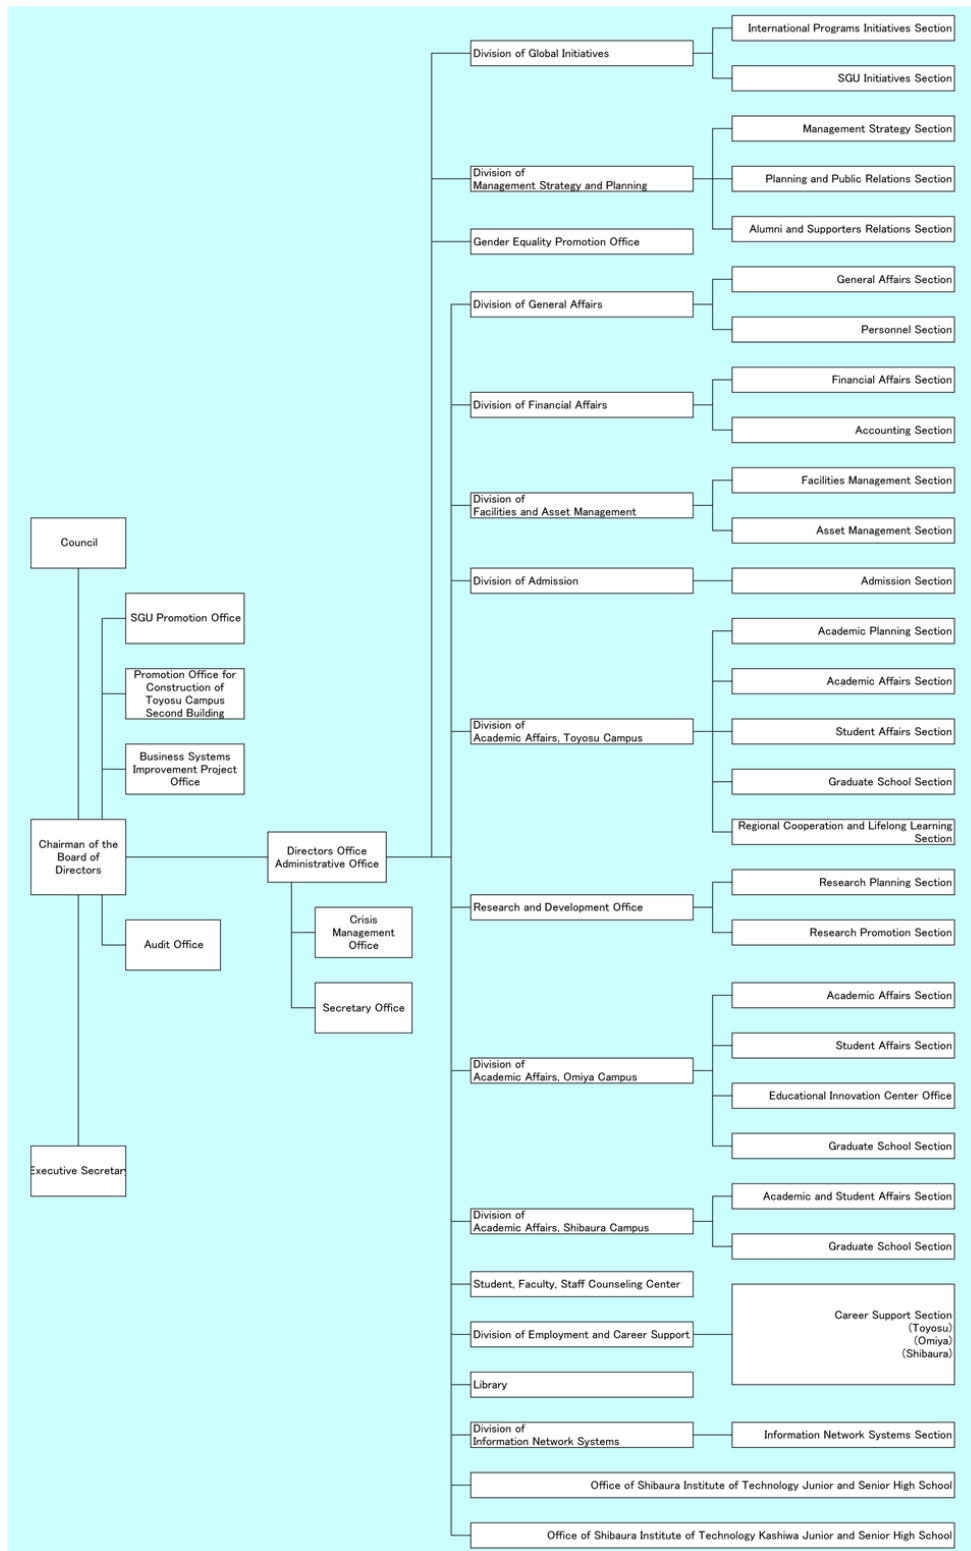 International Programs Initiatives Section
Division of Global Initiatives
SGU Initiatives Section
Management Strategy Section
Division of
Management Strategy and Planning
Planning and Public Relations Section
Alumni and Supporters Relations Section
Gender Equality Promotion Office
General Affairs Section
Division of General Affairs
Personnel Section
Financial Affairs Section
Division of Financial Affairs
Accounting Section
Facilities Management Section
Division of
Facilities and Asset Management
Asset Management Section
Division of Admission
Admission Section
Academic Planning Section
Academic Affairs Section
Division of
Academic Affairs, Toyosu Campus
Student Affairs Section
Graduate School Section
Regional Cooperation and Lifelong Learning
Section
Council
SGU Promotion Office
Promotion Office for
Construction of
Toyosu Campus
Second Building
Business Systems
Improvement Project
Office
Chairman of the
Board of
Directors
Directors Office
Administrative Office
Audit Office
Crisis
Management
Office
Secretary Office
Executive Secretar
Research and Development Office
Research Planning Section
Research Promotion Section
Academic Affairs Section
Student Affairs Section
Division of
Academic Affairs, Omiya Campus
Educational Innovation Center Office
Graduate School Section
Academic and Student Affairs Section
Division of
Academic Affairs, Shibaura Campus
Graduate School Section
Student, Faculty, Staff Counseling Center
Division of Employment and Career Support
Career Support Section
(Toyosu)
(Omiya)
(Shibaura)
Library
Division of
Information Network Systems
Information Network Systems Section
Office of Shibaura Institute of Technology Junior and Senior High School
Office of Shibaura Institute of Technology Kashiwa Junior and Senior High School